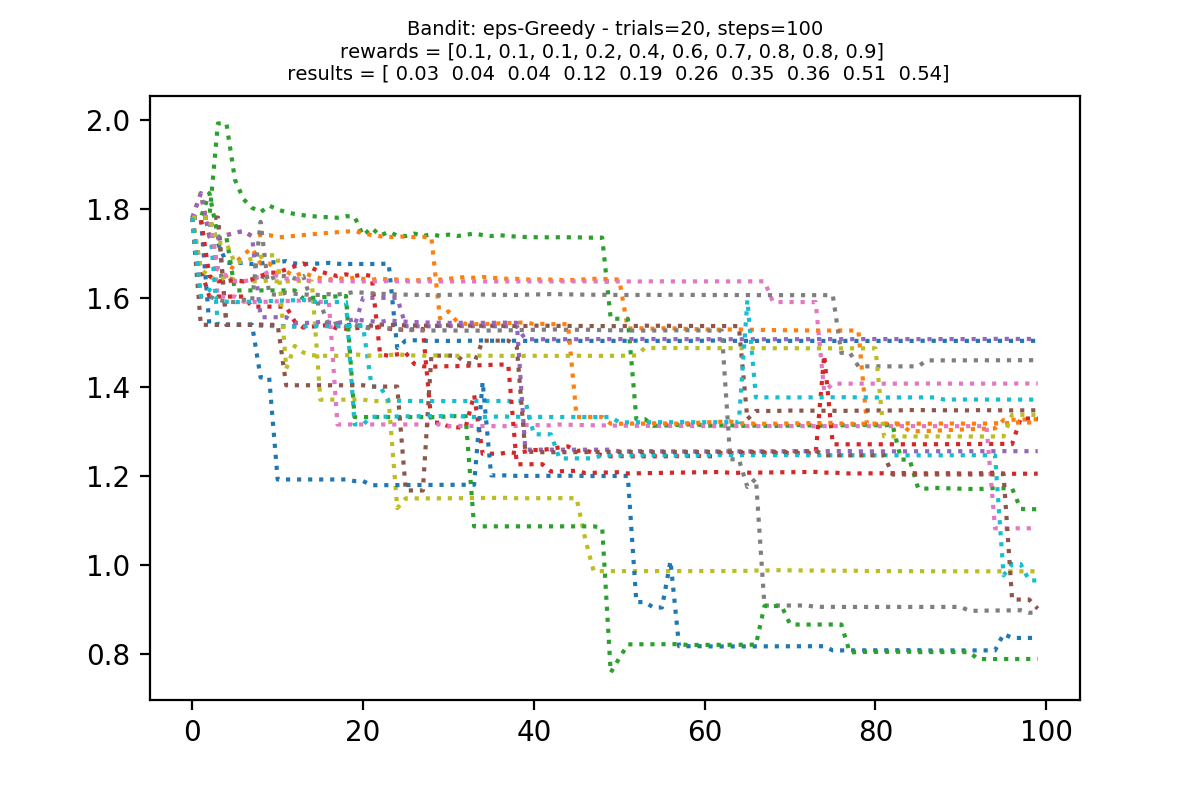 Bandit: eps-Greedy - trials=20, steps=100
rewards = [0.1, 0.1, 0.1, 0.2, 0.4, 0.6, 0.7, 0.8, 0.8, 0.9]
results = [ 0.03  0.04  0.04  0.12  0.19  0.26  0.35  0.36  0.51  0.54]
2.0
1.8
1.6
1.4
1.2
1.0
0.8
0 20 40 60 80 100